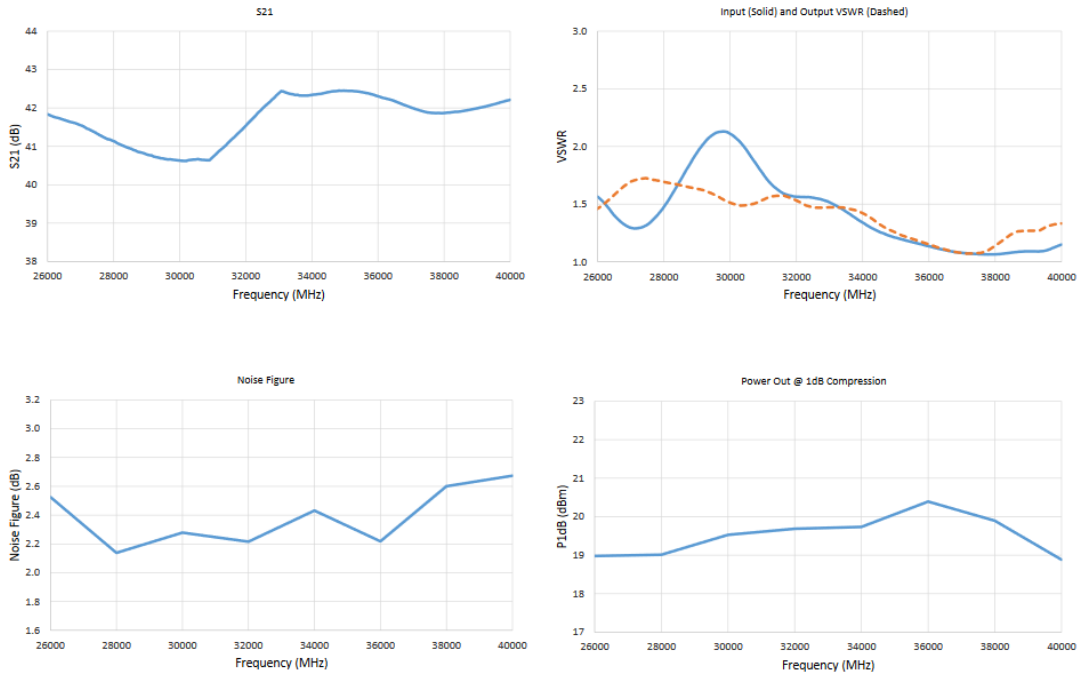 S21
44
43
42
41
40
39
38
S21 (dB)
26000 28000 30000 32000 34000 36000 38000 40000
Frequency (MHz)
Input (Solid) and Output VSWR (Dashed)
3.0
2.5
2.0
1.5
1.0
VSWR
26000 28000 30000 32000 34000 36000 38000 40000
Frequency (MHz)
Noise Figure
3.2
3.0
2.8
2.6
2.4
2.2
2.0
1.8
1.6
Noise Figure (dB)
26000 28000 30000 32000 34000 36000 38000 40000
Frequency (MHz)
Power Out @ 1dB Compression
23
22
21
20
19
18
17
P1dB (dBm)
26000 28000 30000 32000 34000 36000 38000 40000
Frequency (MHz)